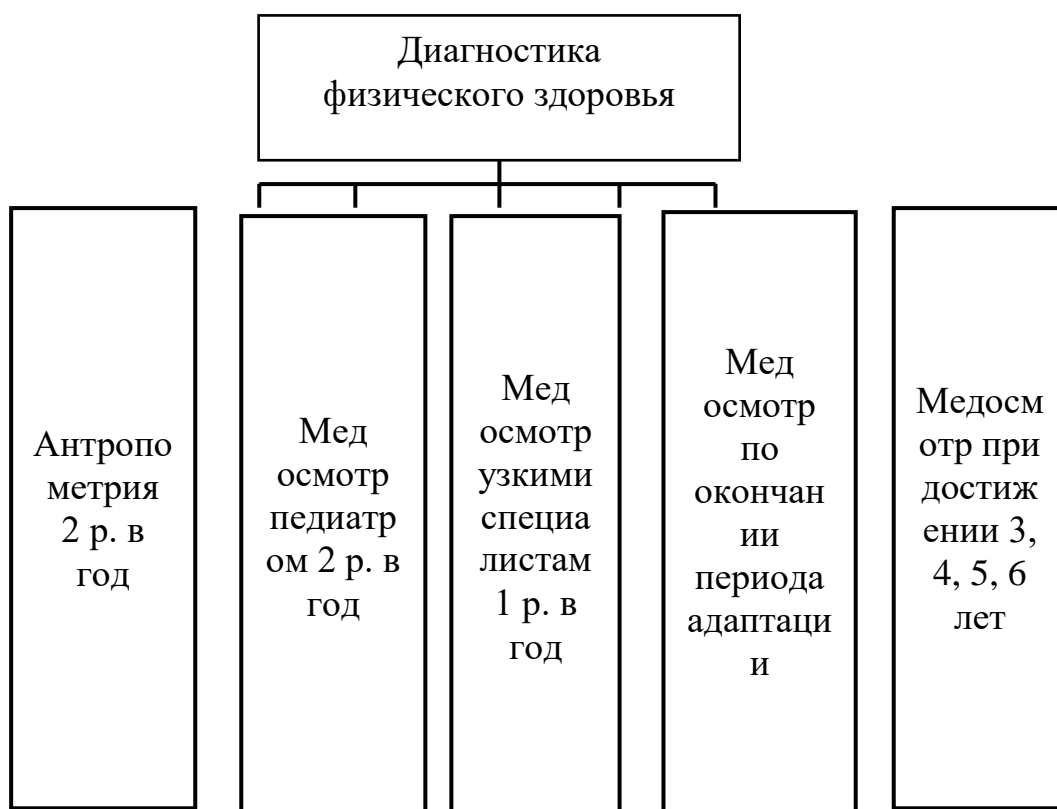 Диагностика
физического здоровья
Антропо
метрия
2 р. в
год
Мед
осмотр
педиатр
ом 2 р. в
год
Мед
осмотр
узкими
специа
листам
1 р. в
год
Мед
осмотр
по
окончан
ии
периода
адаптаци
и
Медосм
отр при
достиж
ении 3,
4, 5, 6
лет